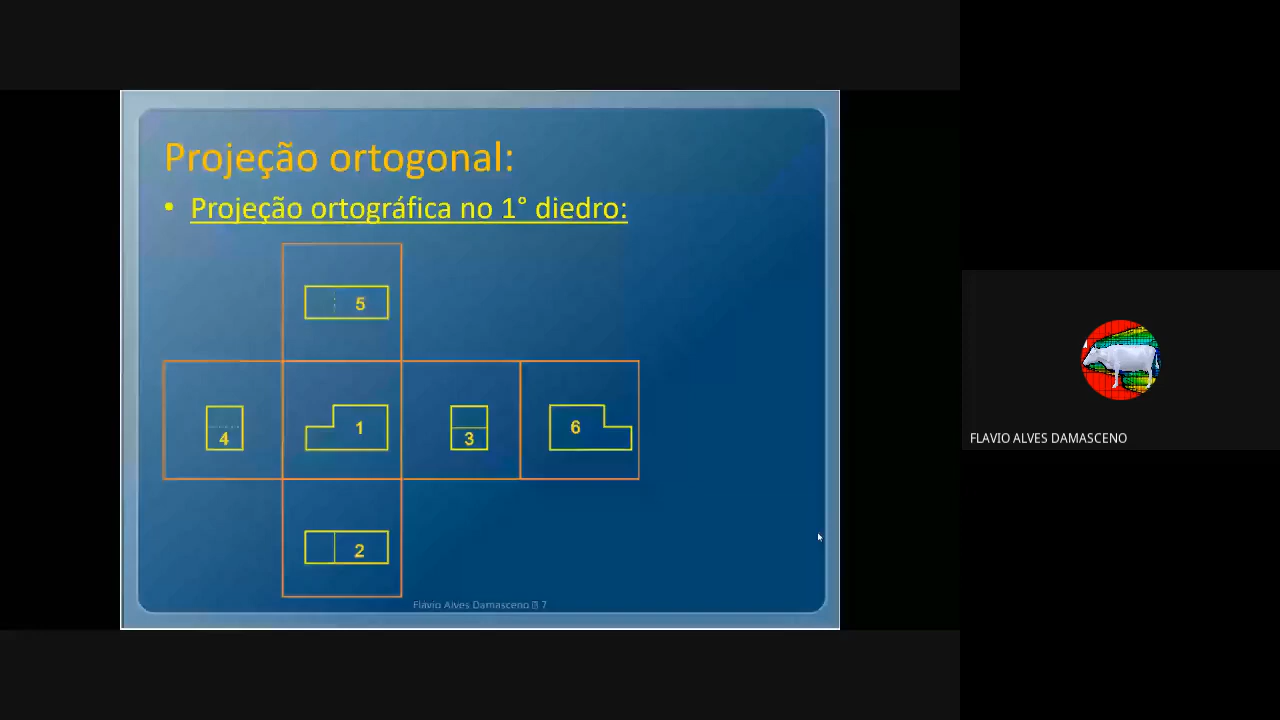 Projeção ortogonal:
• Projeção ortográfica no 1° diedro:
5
4 1 3 6
2
Flávio Alves Damasceno 7
FLAVIO ALVES DAMASCENO